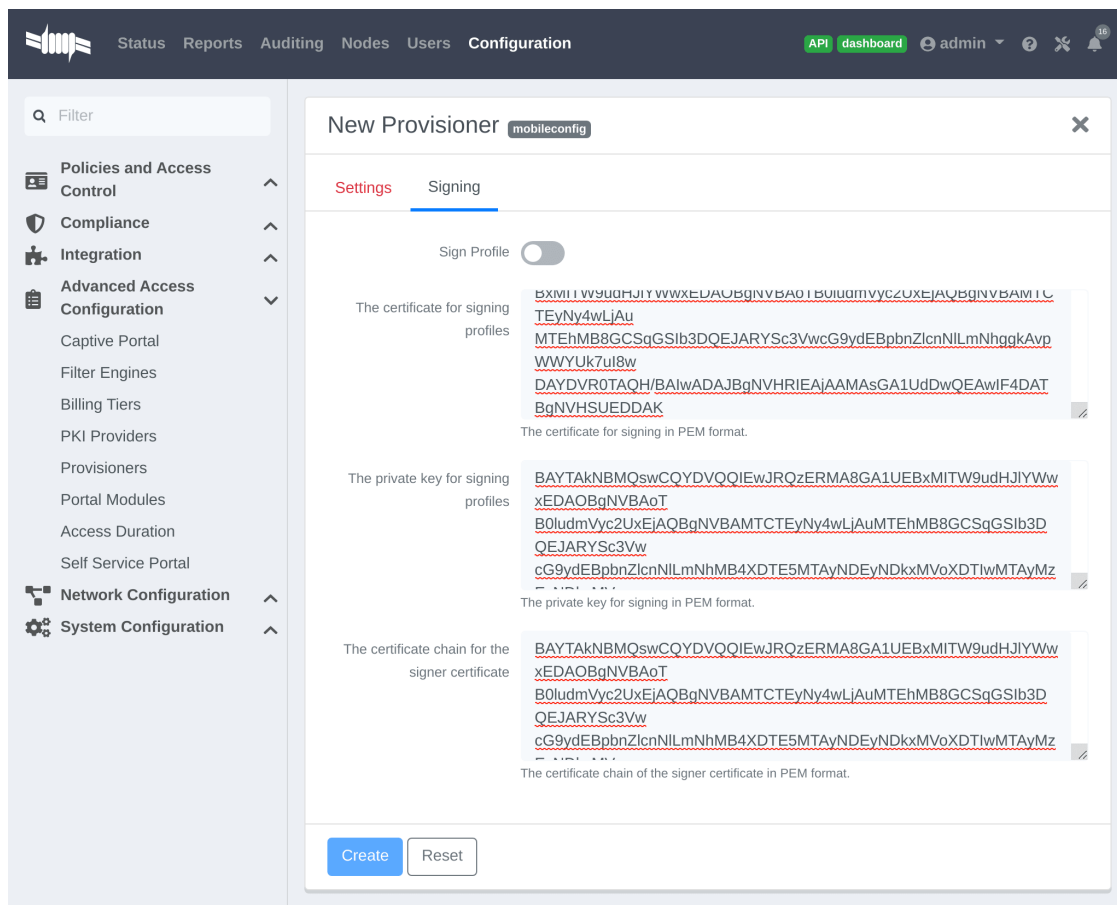 Status Reports Auditing Nodes Users Configuration API dashboard admin 16
Filter
Policies and Access
Control
Compliance
Integration
Advanced Access
Configuration
Captive Portal
Filter Engines
Billing Tiers
PKI Providers
Provisioners
Portal Modules
Access Duration
Self Service Portal
Network Configuration
System Configuration
New Provisioner mobileconfig
Settings Signing
Sign Profile
The certificate for signing
profiles
BxMITW9udHJlYWwxEDAOBgNVBAoTB0ludmVyc2UxEjAQBgNVBAMTC
TEyNy4wLjAu
MTEhMB8GCSqGSIb3DQEJARYSc3VwcG9ydEBpbnZlcnNlLmNhggkAvp
WWYUk7uI8w
DAYDVR0TAQH/BAIwADAJBgNVHRIEAjAAMAsGA1UdDwQEAwIF4DAT
BgNVHSUEDDAK
The certificate for signing in PEM format.
The private key for signing
profiles
BAYTAkNBMQswCQYDVQQIEwJRQzERMA8GA1UEBxMITW9udHJlYWw
xEDAOBgNVBAoT
B0ludmVyc2UxEjAQBgNVBAMTCTEyNy4wLjAuMTEhMB8GCSqGSIb3D
QEJARYSc3Vw
cG9ydEBpbnZlcnNlLmNhMB4XDTE5MTAyNDEyNDkxMVoXDTIwMTAyMz
The private key for signing in PEM format.
The certificate chain for the
signer certificate
BAYTAkNBMQswCQYDVQQIEwJRQzERMA8GA1UEBxMITW9udHJlYWw
xEDAOBgNVBAoT
B0ludmVyc2UxEjAQBgNVBAMTCTEyNy4wLjAuMTEhMB8GCSqGSIb3D
QEJARYSc3Vw
cG9ydEBpbnZlcnNlLmNhMB4XDTE5MTAyNDEyNDkxMVoXDTIwMTAyMz
The certificate chain of the signer certificate in PEM format.
Create Reset